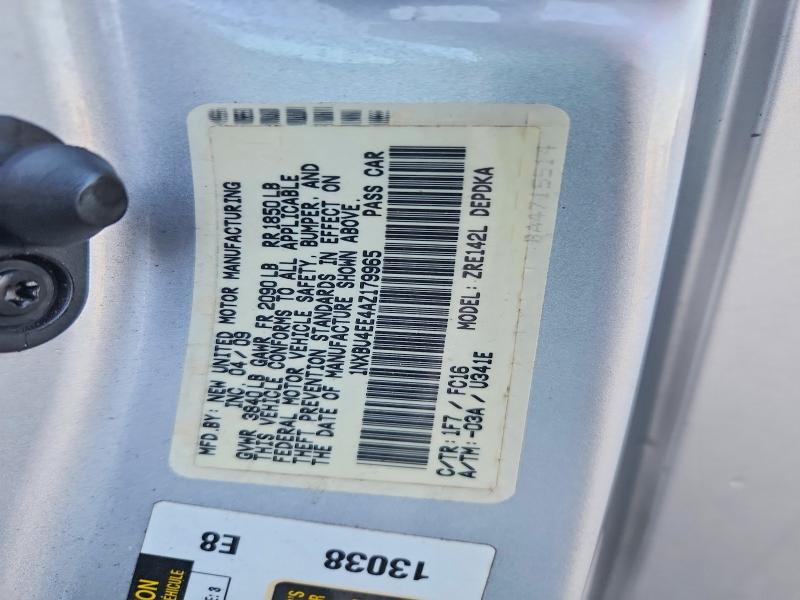 MFD.BY: NEW UNITED MOTOR MANUFACTURING
INC. 04/09
GVWR 3840LB GAWR FR 2090LB RR1850LB
THIS VEHICLE CONFORMS TO ALL APPLICABLE
FEDERAL MOTOR VEHICLE SAFETY, BUMPER, AND
THEFT PREVENTION STANDARDS IN EFFECT ON
THE DATE OF MANUFACTURE SHOWN ABOVE.
1NXBU4EE4AZ179965 PASS CAR
C/TR: 1F7 / FC16 MODEL: ZRE142L DEPDKA
A/TM: -03A / U341E
13038
E8